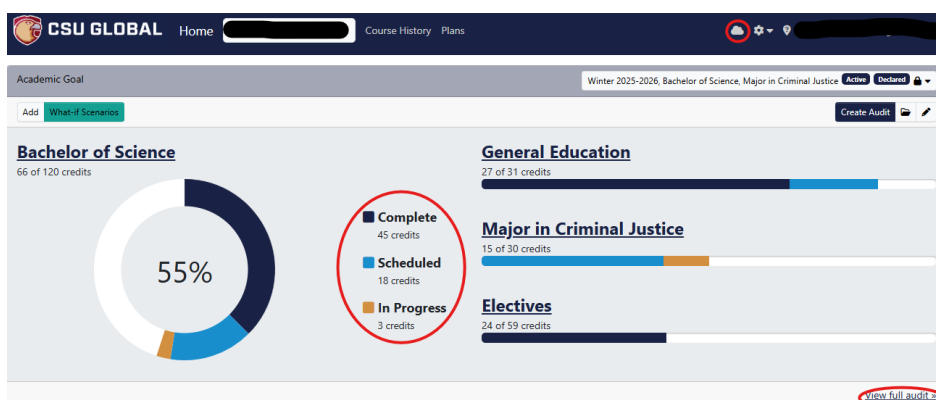 CSU GLOBAL Home Course History Plans
Academic Goal
Winter 2025-2026, Bachelor of Science, Major in Criminal Justice Active Declared
Add What-if Scenarios
Create Audit
Bachelor of Science
66 of 120 credits
55%
Complete
45 credits
Scheduled
18 credits
In Progress
3 credits
General Education
27 of 31 credits
Major in Criminal Justice
15 of 30 credits
Electives
24 of 59 credits
View full audit »